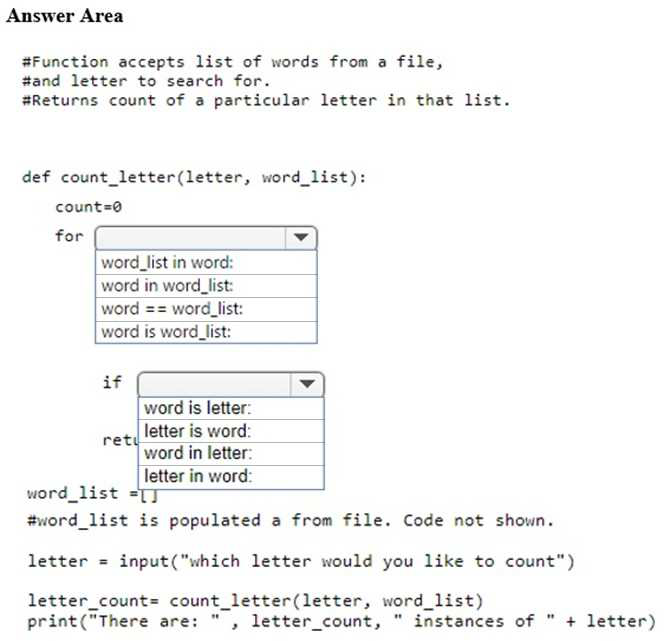 Answer Area
#Function accepts list of words from a file,
#and letter to search for.
#Returns count of a particular letter in that list.
def count_letter(letter, word_list):
count=0
for
word_list in word:
word in word_list:
word == word_list:
word is word_list:
if
word is letter:
letter is word:
word in letter:
letter in word:
word_list =[]
#word_list is populated a from file. Code not shown.
letter = input("which letter would you like to count")
letter_count= count_letter(letter, word_list)
print("There are: " , letter_count, " instances of " + letter)